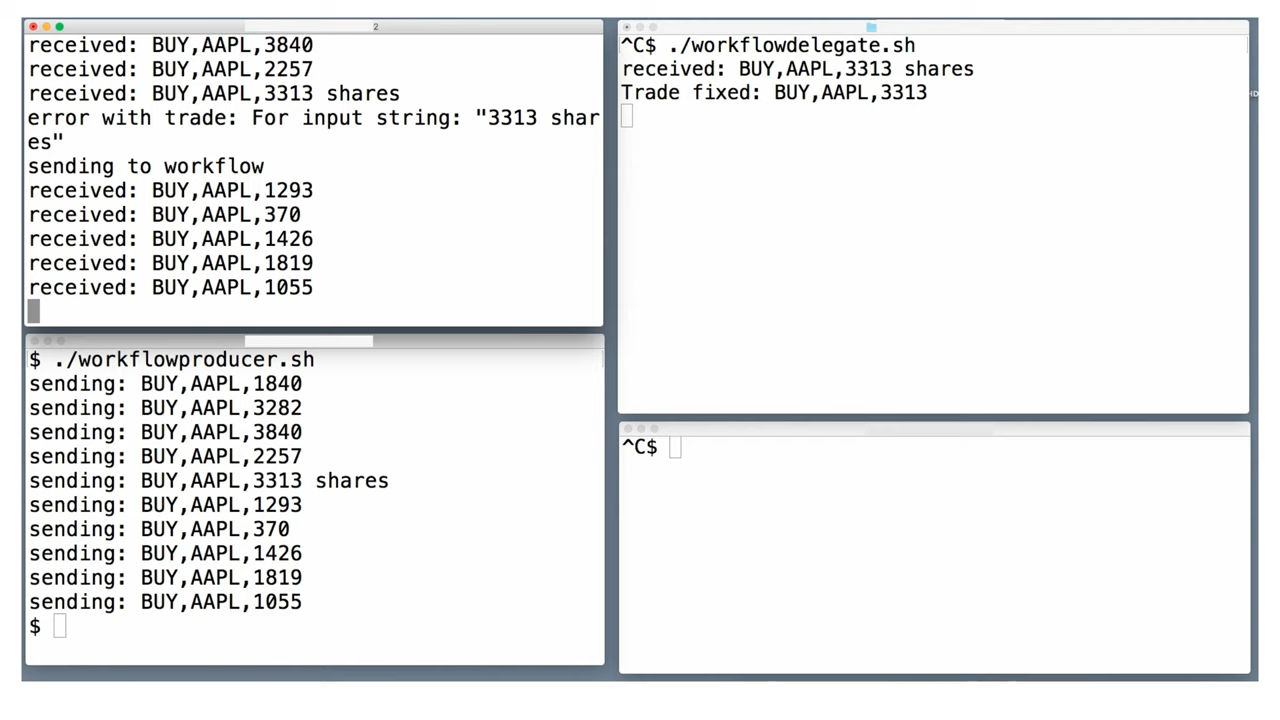 2
received: BUY,AAPL,3840
received: BUY,AAPL,2257
received: BUY,AAPL,3313 shares
error with trade: For input string: "3313 shar
es"
sending to workflow
received: BUY,AAPL,1293
received: BUY,AAPL,370
received: BUY,AAPL,1426
received: BUY,AAPL,1819
received: BUY,AAPL,1055
$ ./workflowproducer.sh
sending: BUY,AAPL,1840
sending: BUY,AAPL,3282
sending: BUY,AAPL,3840
sending: BUY,AAPL,2257
sending: BUY,AAPL,3313 shares
sending: BUY,AAPL,1293
sending: BUY,AAPL,370
sending: BUY,AAPL,1426
sending: BUY,AAPL,1819
sending: BUY,AAPL,1055
$
^C$ ./workflowdelegate.sh
received: BUY,AAPL,3313 shares
Trade fixed: BUY,AAPL,3313
^C$
HD